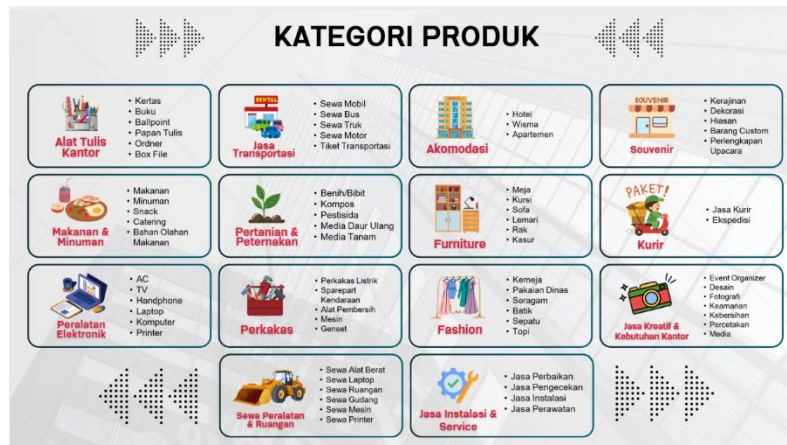 KATEGORI PRODUK
Alat Tulis
Kantor
• Kertas
• Buku
• Ballpoint
• Papan Tulis
• Ordner
• Box File
RENTAL
Jasa
Transportasi
• Sewa Mobil
• Sewa Bus
• Sewa Truk
• Sewa Motor
• Tiket Transportasi
Akomodasi
• Hotel
• Wisma
• Apartemen
SOUVENIR
Souvenir
• Kerajinan
• Dekorasi
• Hiasan
• Barang Custom
• Perlengkapan
Upacara
Makanan &
Minuman
• Makanan
• Minuman
• Snack
• Catering
• Bahan Olahan
Makanan
Pertanian &
Peternakan
• Benih/Bibit
• Kompos
• Pestisida
• Media Daur Ulang
• Media Tanam
Furniture
• Meja
• Kursi
• Sofa
• Lemari
• Rak
• Kasur
PAKET!
Kurir
• Jasa Kurir
• Ekspedisi
Peralatan
Elektronik
• AC
• TV
• Handphone
• Laptop
• Komputer
• Printer
Perkakas
• Perkakas Listrik
• Sparepart
Kendaraan
• Alat Pembersih
• Mesin
• Genset
Fashion
• Kemeja
• Pakaian Dinas
• Seragam
• Batik
• Sepatu
• Topi
Jasa Kreatif &
Kebutuhan Kantor
• Event Organizer
• Desain
• Fotografi
• Keamanan
• Kebersihan
• Percetakan
• Media
Sewa Peralatan
& Ruangan
• Sewa Alat Berat
• Sewa Laptop
• Sewa Ruangan
• Sewa Gudang
• Sewa Mesin
• Sewa Printer
Jasa Instalasi &
Service
• Jasa Perbaikan
• Jasa Pengecekan
• Jasa Instalasi
• Jasa Perawatan